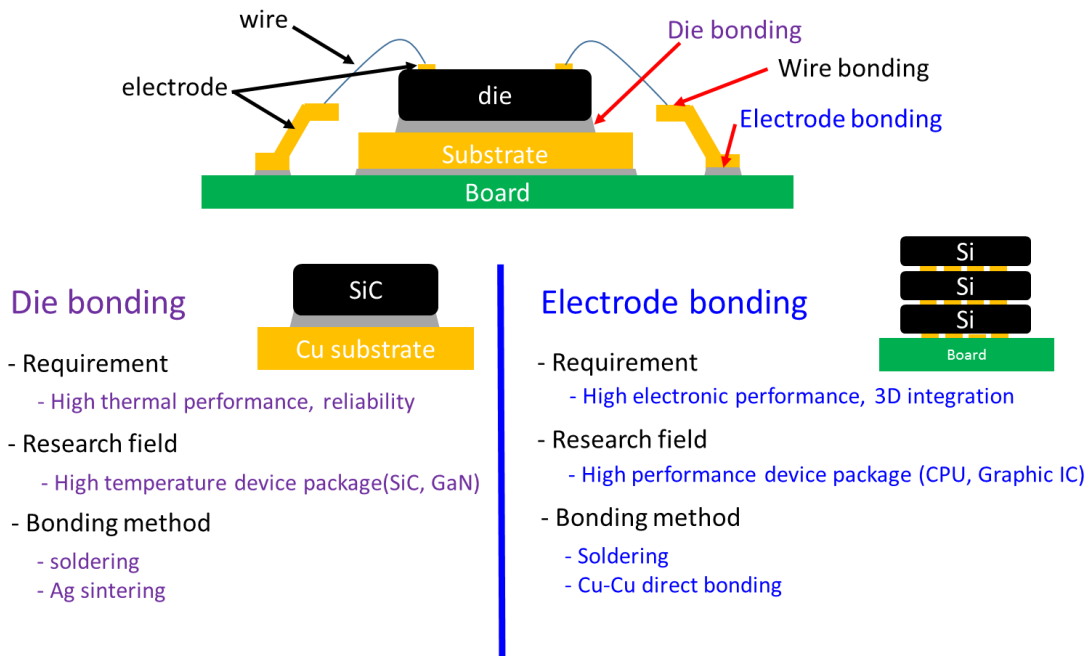 wire
Die bonding
Wire bonding
electrode
die
Electrode bonding
Substrate
Board
Die bonding
SiC
Cu substrate
- Requirement
- High thermal performance, reliability
- Research field
- High temperature device package(SiC, GaN)
- Bonding method
- soldering
- Ag sintering
Electrode bonding
Si
Si
Si
Board
- Requirement
- High electronic performance, 3D integration
- Research field
- High performance device package (CPU, Graphic IC)
- Bonding method
- Soldering
- Cu-Cu direct bonding